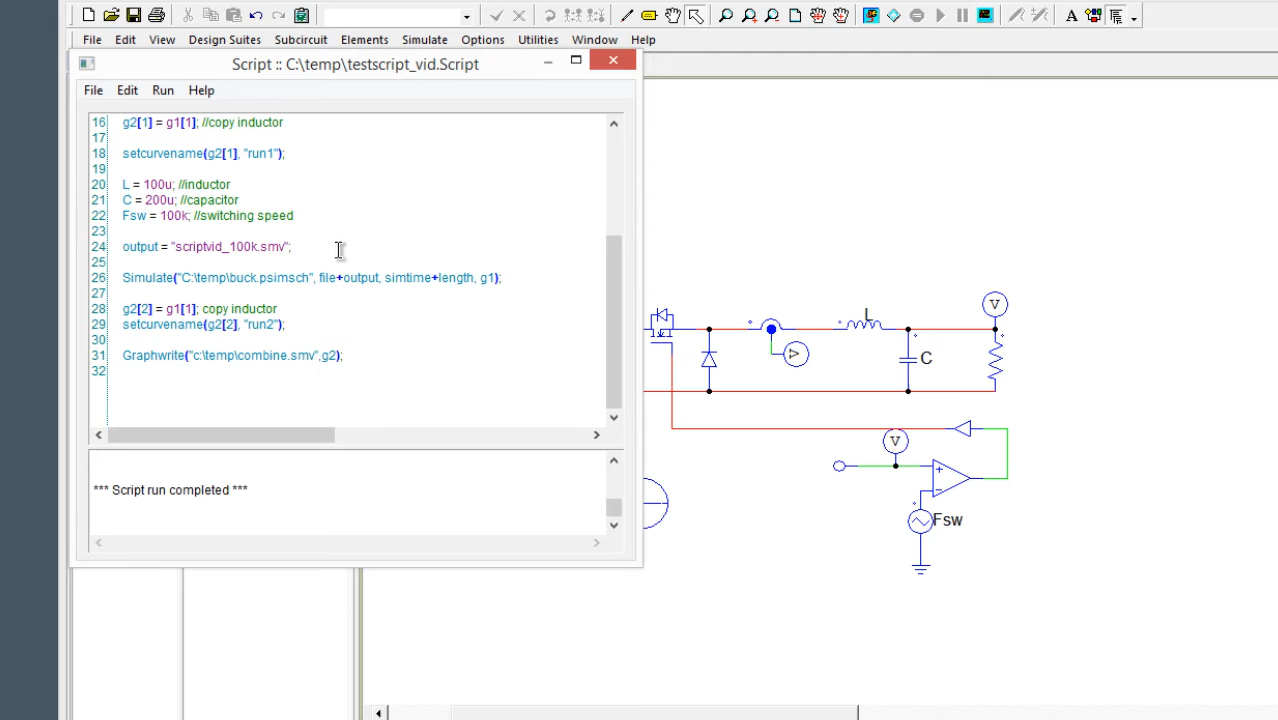 A
File Edit View Design Suites Subcircuit Elements Simulate Options Utilities Window Help
Script :: C:\temp\testscript_vid.Script
File Edit Run Help
16 g2[1] = g1[1]; //copy inductor
17
18 setcurvename(g2[1], "run1");
19
20 L = 100u; //inductor
21 C = 200u; //capacitor
22 Fsw = 100k; //switching speed
23
24 output = "scriptvid_100k.smv";
25
26 Simulate("C:\temp\buck.psimsch", file+output, simtime+length, g1);
27
28 g2[2] = g1[1]; copy inductor
29 setcurvename(g2[2], "run2");
30
31 Graphwrite("c:\temp\combine.smv",g2);
32
*** Script run completed ***
V
L
A
C
V
Fsw